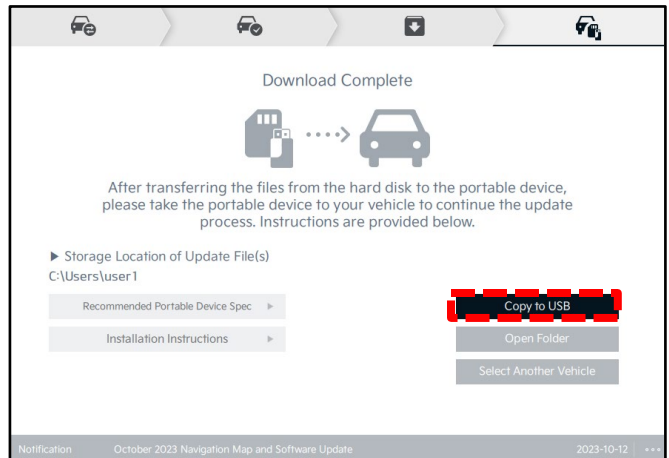 Download Complete
After transferring the files from the hard disk to the portable device,
please take the portable device to your vehicle to continue the update
process. Instructions are provided below.
▶ Storage Location of Update File(s)
C:\Users\user1
Recommended Portable Device Spec ▶
Installation Instructions ▶
Copy to USB
Open Folder
Select Another Vehicle
Notification October 2023 Navigation Map and Software Update 2023-10-12